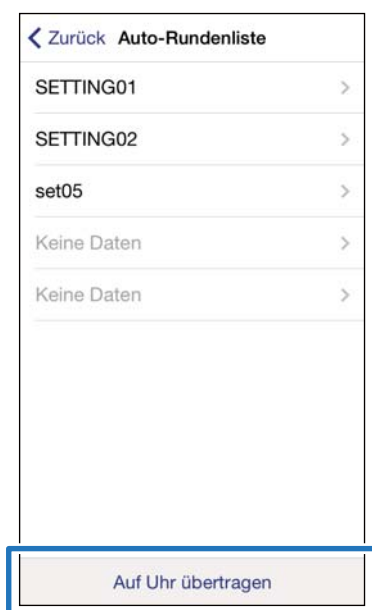 Zurück Auto-Rundenliste
SETTING01
SETTING02
set05
Keine Daten
Keine Daten
Auf Uhr übertragen